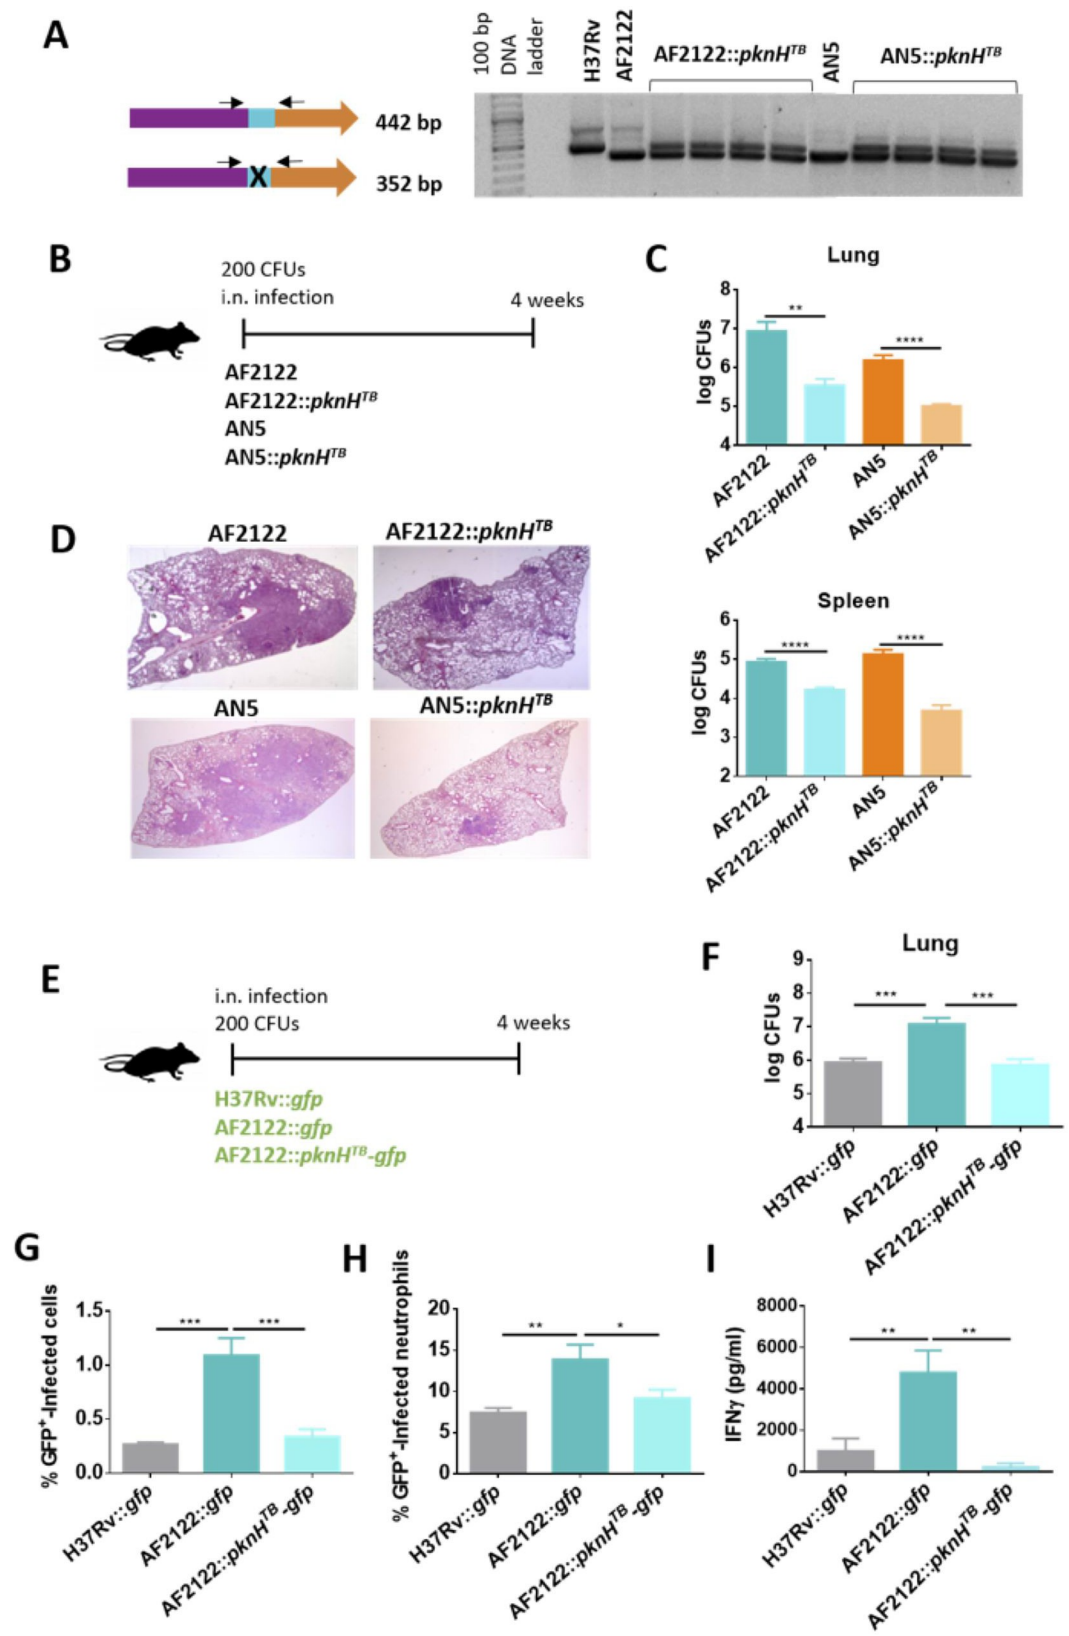 A
100 bp
DNA
ladder
H37Rv
AF2122
AF2122::pknHᵀᴮ
AN5
AN5::pknHᵀᴮ
442 bp
X
352 bp
B
200 CFUs
i.n. infection
4 weeks
AF2122
AF2122::pknHᵀᴮ
AN5
AN5::pknHᵀᴮ
C
Lung
log CFUs
8
7
6
5
4
**
****
AF2122
AF2122::pknHᵀᴮ
AN5
AN5::pknHᵀᴮ
D
AF2122
AF2122::pknHᵀᴮ
AN5
AN5::pknHᵀᴮ
Spleen
log CFUs
6
5
4
3
2
****
****
AF2122
AF2122::pknHᵀᴮ
AN5
AN5::pknHᵀᴮ
E
i.n. infection
200 CFUs
4 weeks
H37Rv::gfp
AF2122::gfp
AF2122::pknHᵀᴮ-gfp
F
Lung
log CFUs
9
8
7
6
5
4
***
***
H37Rv::gfp
AF2122::gfp
AF2122::pknHᵀᴮ-gfp
G
% GFP⁺-Infected cells
1.5
1.0
0.5
0.0
***
***
H37Rv::gfp
AF2122::gfp
AF2122::pknHᵀᴮ-gfp
H
% GFP⁺-Infected neutrophils
20
15
10
5
0
**
*
H37Rv::gfp
AF2122::gfp
AF2122::pknHᵀᴮ-gfp
I
IFNγ (pg/ml)
8000
6000
4000
2000
0
**
**
H37Rv::gfp
AF2122::gfp
AF2122::pknHᵀᴮ-gfp